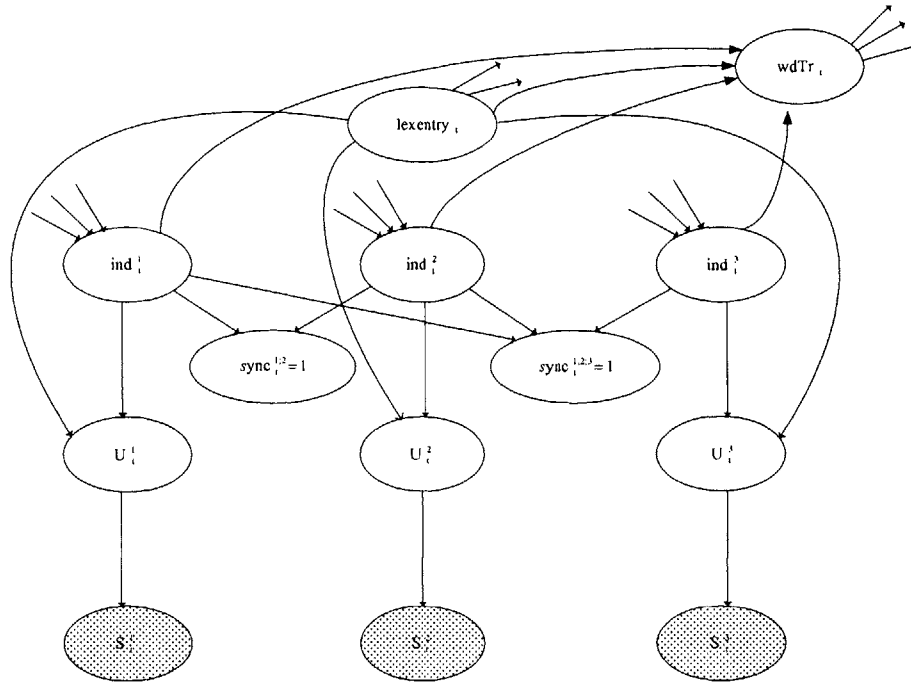 wdTr t
lexentry t
ind 1 t
ind 2 t
ind 3 t
sync 1;2 t = 1
sync 1;2;3 t = 1
U 1 t
U 2 t
U 3 t
S t
S t
S t